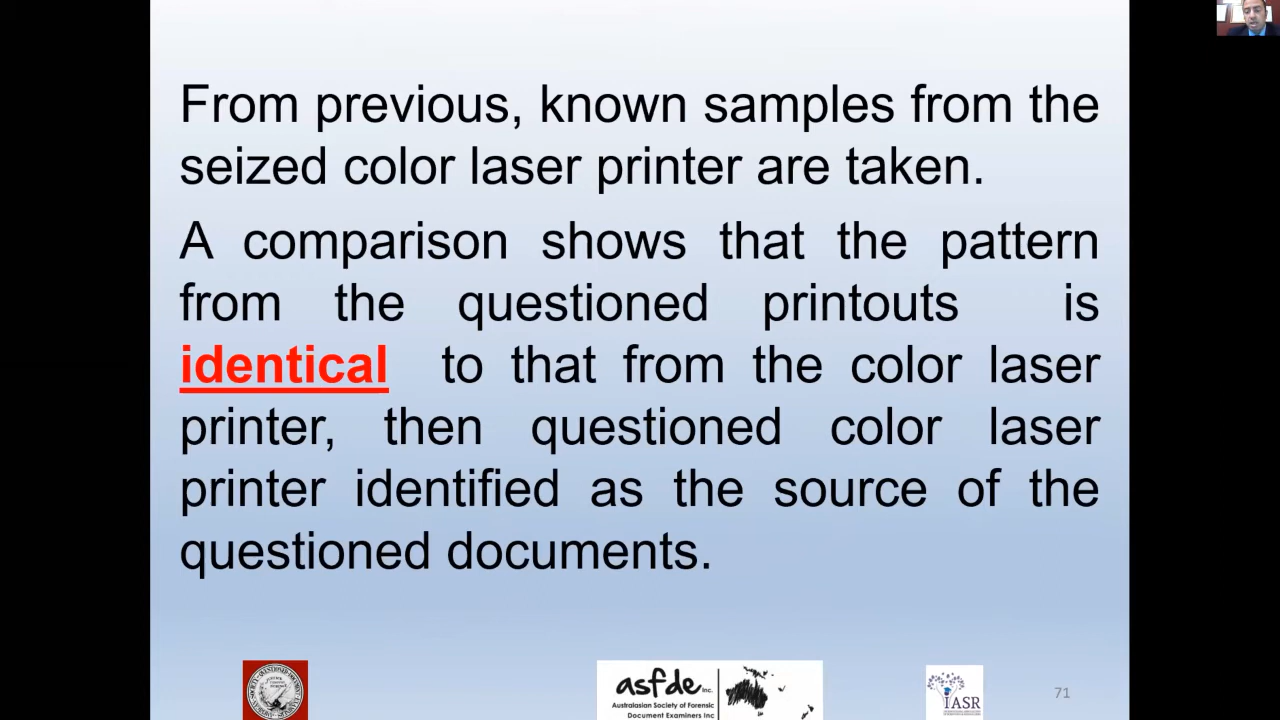 From previous, known samples from the
seized color laser printer are taken.
A comparison shows that the pattern
from the questioned printouts is
identical to that from the color laser
printer, then questioned color laser
printer identified as the source of the
questioned documents.
asfde Inc.
Australasian Society of Forensic
Document Examiners Inc
IASR
71